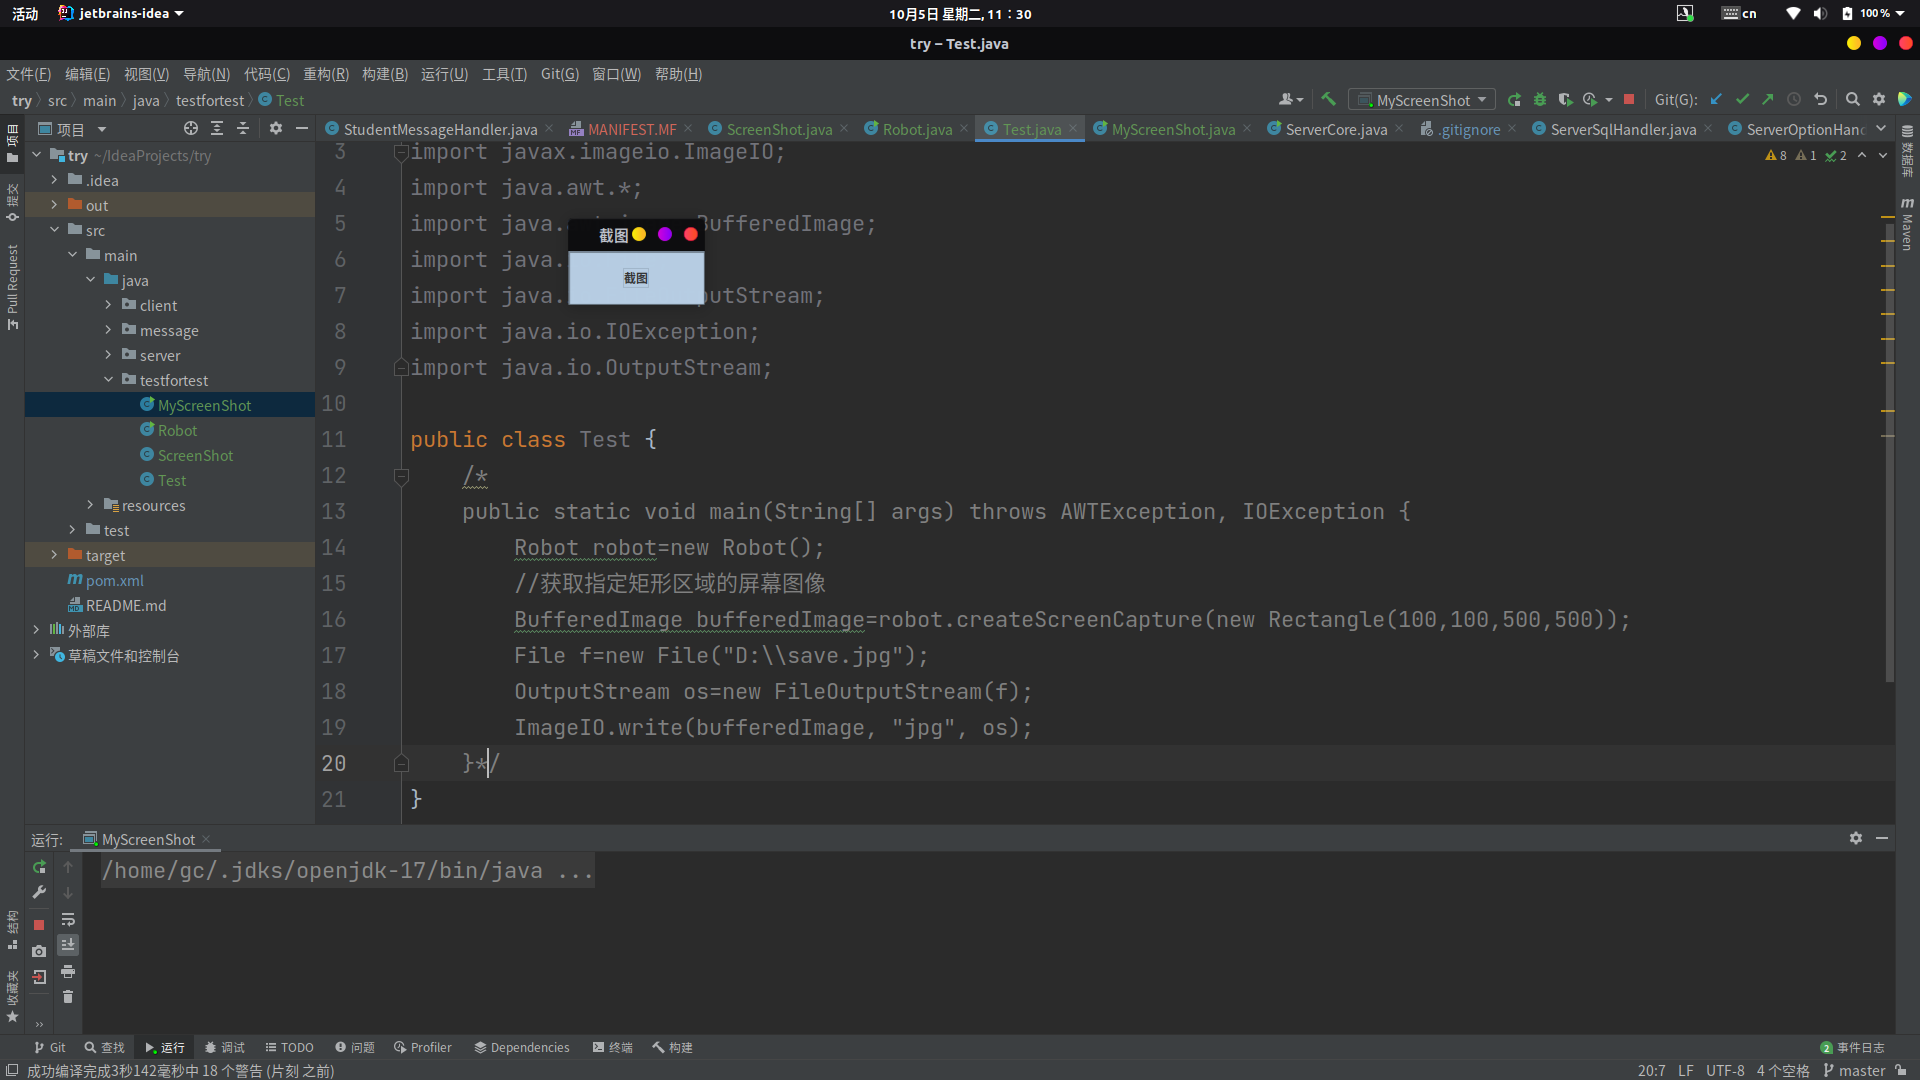 活动 jetbrains-idea 10月5日 星期二, 11∶30 cn 100%
try – Test.java
文件(F) 编辑(E) 视图(V) 导航(N) 代码(C) 重构(R) 构建(B) 运行(U) 工具(T) Git(G) 窗口(W) 帮助(H)
try src main java testfortest Test MyScreenShot Git(G):
项目 StudentMessageHandler.java MANIFEST.MF ScreenShot.java Robot.java Test.java MyScreenShot.java ServerCore.java .gitignore ServerSqlHandler.java ServerOptionHand
8 1 2
项目
提交
Pull Request
结构
收藏夹
数据库
Maven
try ~/IdeaProjects/try
.idea
out
src
main
java
client
message
server
testfortest
MyScreenShot
Robot
ScreenShot
Test
resources
test
target
pom.xml
README.md
外部库
草稿文件和控制台
3 import javax.imageio.ImageIO;
4 import java.awt.*;
5 import java. BufferedImage;
6 import java.
7 import java. putStream;
8 import java.io.IOException;
9 import java.io.OutputStream;
10
11 public class Test {
12 /*
13 public static void main(String[] args) throws AWTException, IOException {
14 Robot robot=new Robot();
15 //获取指定矩形区域的屏幕图像
16 BufferedImage bufferedImage=robot.createScreenCapture(new Rectangle(100,100,500,500));
17 File f=new File("D:\\save.jpg");
18 OutputStream os=new FileOutputStream(f);
19 ImageIO.write(bufferedImage, "jpg", os);
20 }*/
21 }
截图
截图
运行: MyScreenShot
/home/gc/.jdks/openjdk-17/bin/java ...
Git 查找 运行 调试 TODO 问题 Profiler Dependencies 终端 构建 2 事件日志
成功编译完成3秒142毫秒中 18 个警告 (片刻 之前) 20:7 LF UTF-8 4 个空格 master